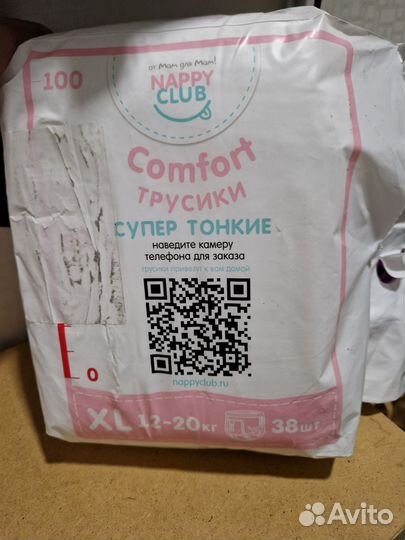 100
от Мам для Мам!
NAPPY
CLUB
Comfort
ТРУСИКИ
СУПЕР ТОНКИЕ
наведите камеру
телефона для заказа
трусики привезут к вам домой
nappyclub.ru
0
XL 12-20кг 38шт
Avito